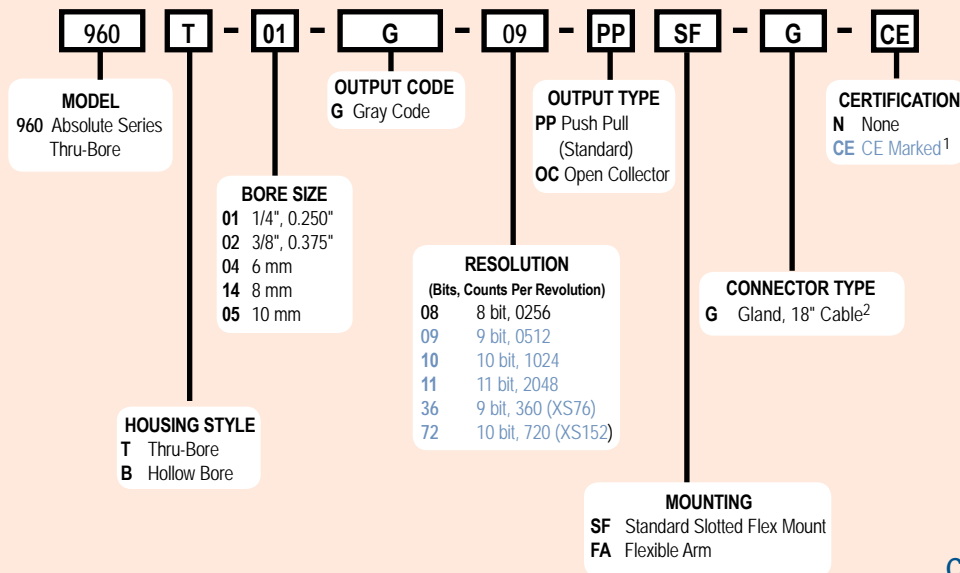 960 T - 01 - G - 09 - PP SF - G - CE
MODEL
960 Absolute Series
Thru-Bore
OUTPUT CODE
G Gray Code
OUTPUT TYPE
PP Push Pull
(Standard)
OC Open Collector
CERTIFICATION
N None
CE CE Marked1
BORE SIZE
01 1/4", 0.250"
02 3/8", 0.375"
04 6 mm
14 8 mm
05 10 mm
RESOLUTION
(Bits, Counts Per Revolution)
08 8 bit, 0256
09 9 bit, 0512
10 10 bit, 1024
11 11 bit, 2048
36 9 bit, 360 (XS76)
72 10 bit, 720 (XS152)
CONNECTOR TYPE
G Gland, 18" Cable2
HOUSING STYLE
T Thru-Bore
B Hollow Bore
MOUNTING
SF Standard Slotted Flex Mount
FA Flexible Arm